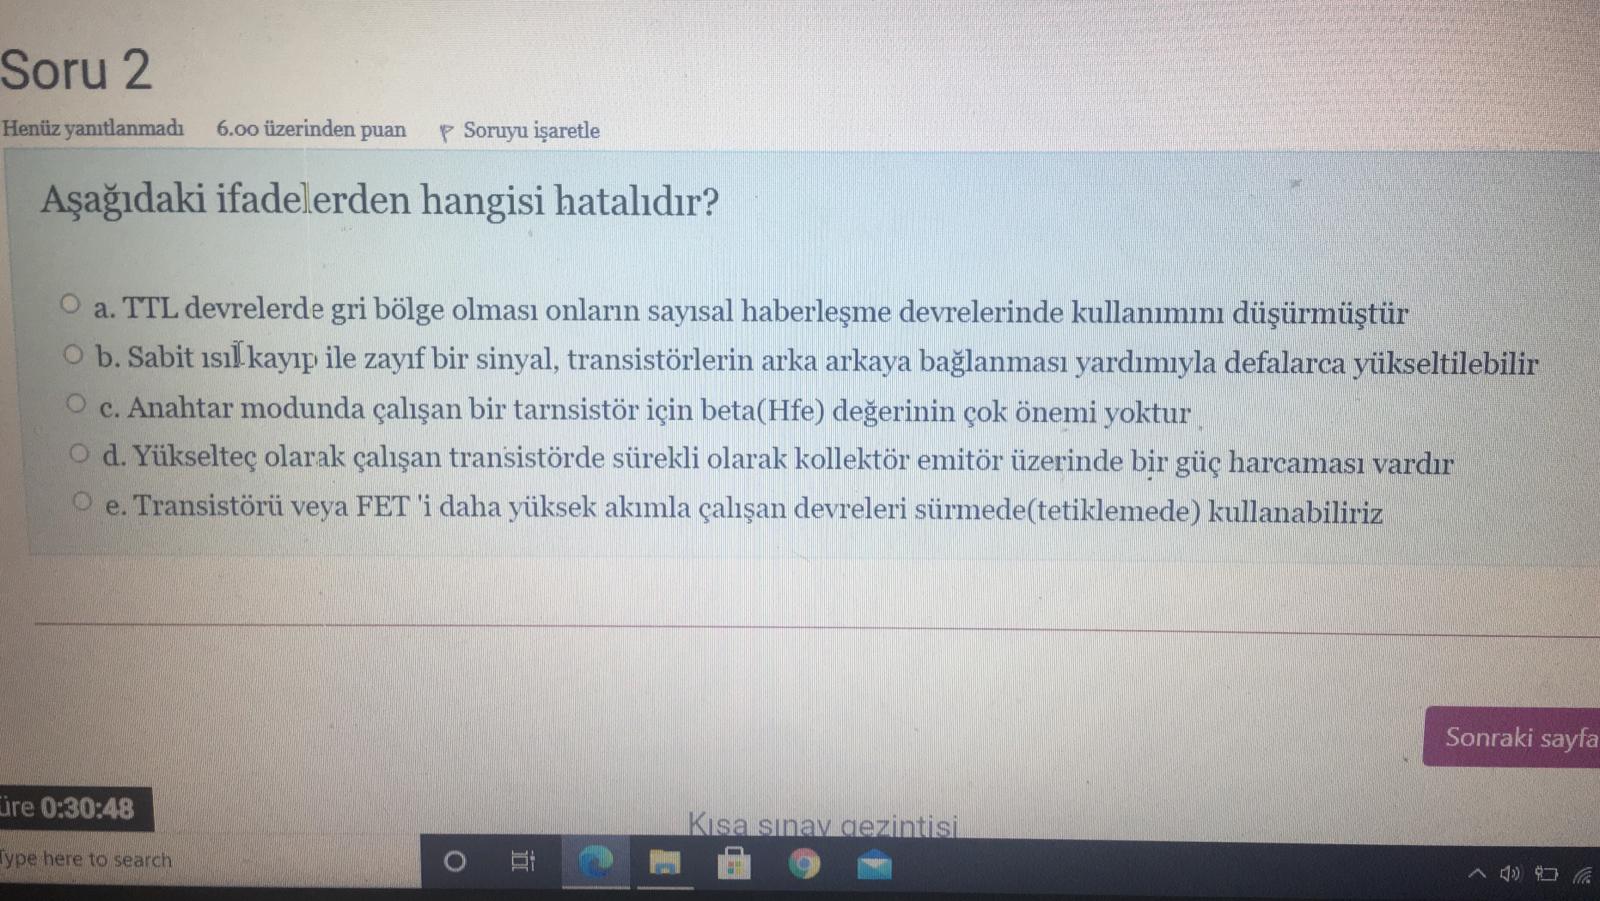 Soru 2
Henüz yanıtlanmadı 6.00 üzerinden puan Soruyu işaretle
Aşağıdaki ifadelerden hangisi hatalıdır?
a. TTL devrelerde gri bölge olması onların sayısal haberleşme devrelerinde kullanımını düşürmüştür
b. Sabit ısıl kayıp ile zayıf bir sinyal, transistörlerin arka arkaya bağlanması yardımıyla defalarca yükseltilebilir
c. Anahtar modunda çalışan bir tarnsistör için beta(Hfe) değerinin çok önemi yoktur
d. Yükselteç olarak çalışan transistörde sürekli olarak kollektör emitör üzerinde bir güç harcaması vardır
e. Transistörü veya FET 'i daha yüksek akımla çalışan devreleri sürmede(tetiklemede) kullanabiliriz
Sonraki sayfa
üre 0:30:48
Kısa sınav gezintisi
Type here to search